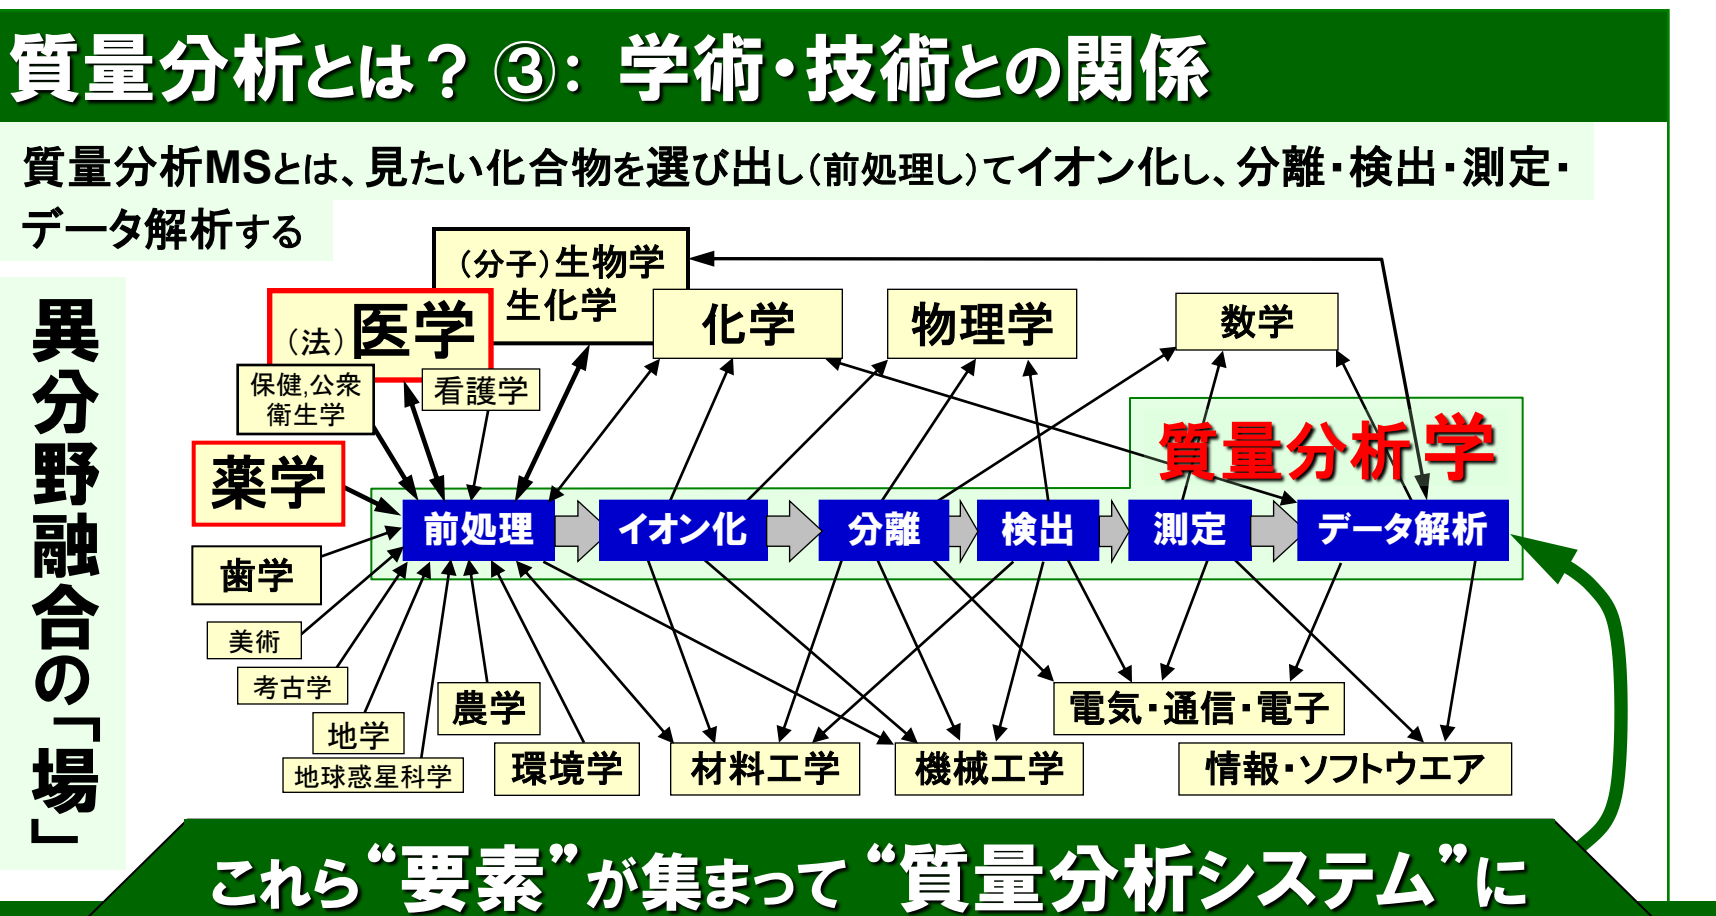 質量分析とは？ ③： 学術・技術との関係
質量分析MSとは、見たい化合物を選び出し（前処理し）てイオン化し、分離・検出・測定・
データ解析する
異分野融合の「場」
（分子）生物学
生化学
（法）医学
化学
物理学
数学
保健,公衆
衛生学
看護学
薬学
質量分析学
前処理
イオン化
分離
検出
測定
データ解析
歯学
美術
考古学
地学
地球惑星科学
農学
環境学
材料工学
機械工学
電気・通信・電子
情報・ソフトウエア
これら“要素”が集まって“質量分析システム”に